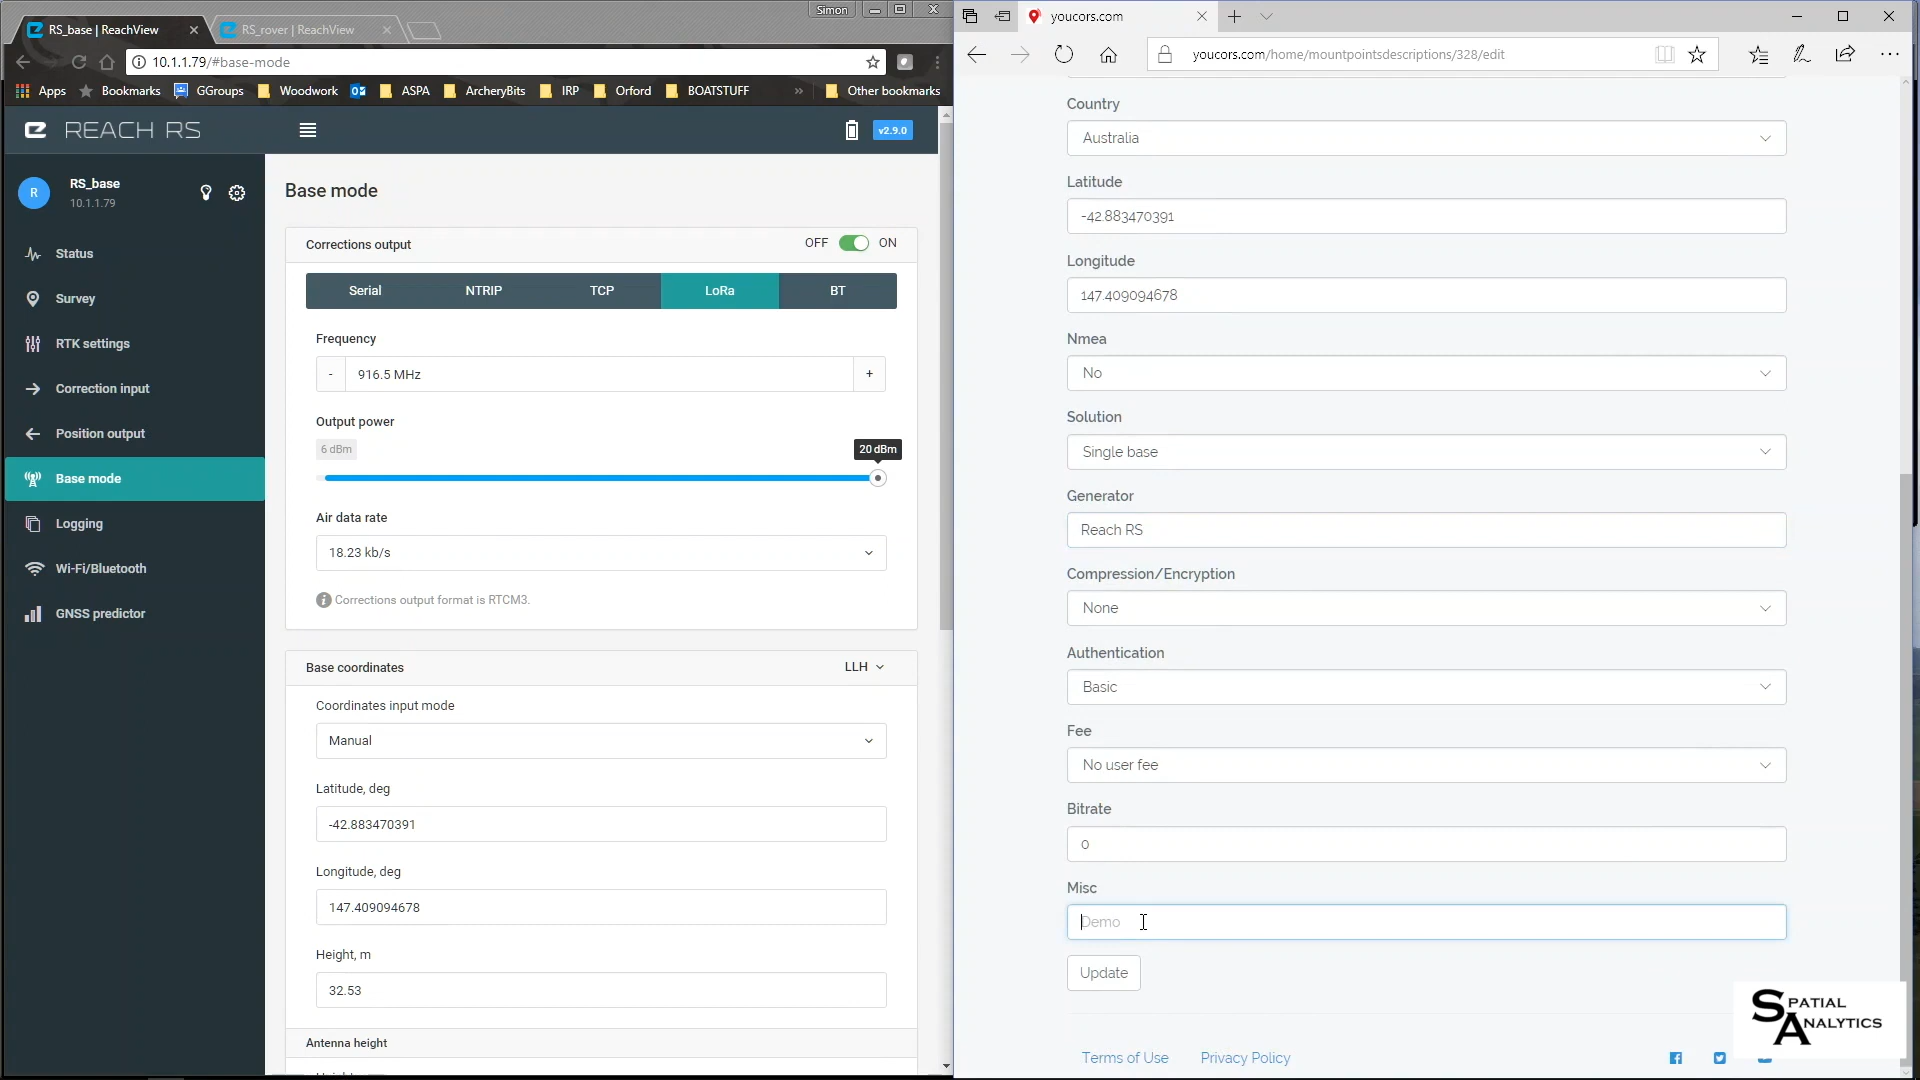 RS_base | ReachView
RS_rover | ReachView
Simon
10.1.1.79/#base-mode
Apps
Bookmarks
GGroups
Woodwork
ASPA
ArcheryBits
IRP
Orford
BOATSTUFF
»
Other bookmarks
REACH RS
v2.9.0
R
RS_base
10.1.1.79
Status
Survey
RTK settings
Correction input
Position output
Base mode
Logging
Wi-Fi/Bluetooth
GNSS predictor
Base mode
Corrections output
OFF
ON
Serial
NTRIP
TCP
LoRa
BT
Frequency
-
916.5 MHz
+
Output power
6 dBm
20 dBm
Air data rate
18.23 kb/s
Corrections output format is RTCM3.
Base coordinates
LLH
Coordinates input mode
Manual
Latitude, deg
-42.883470391
Longitude, deg
147.409094678
Height, m
32.53
Antenna height
youcors.com
youcors.com/home/mountpointsdescriptions/328/edit
Country
Australia
Latitude
-42.883470391
Longitude
147.409094678
Nmea
No
Solution
Single base
Generator
Reach RS
Compression/Encryption
None
Authentication
Basic
Fee
No user fee
Bitrate
0
Misc
Demo
Update
Terms of Use
Privacy Policy
SPATIAL
ANALYTICS